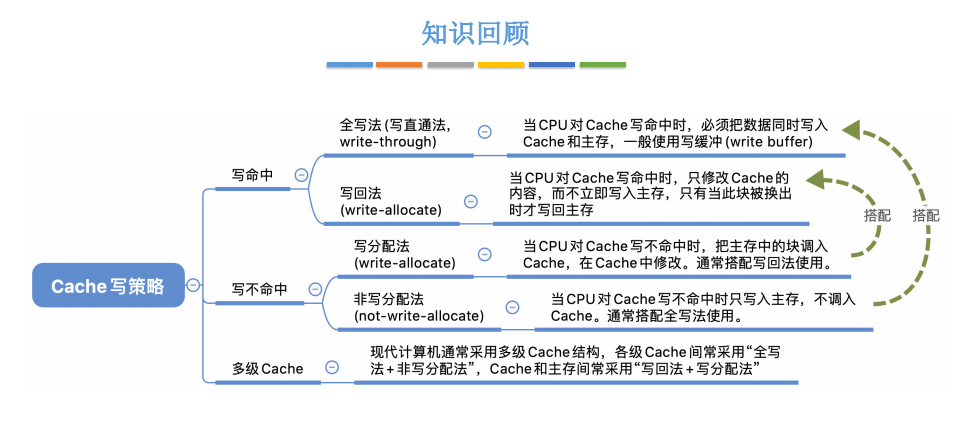 知识回顾
全写法 (写直通法,
write-through)
当CPU对Cache写命中时，必须把数据同时写入
Cache和主存，一般使用写缓冲 (write buffer)
写命中
写回法
(write-allocate)
当CPU对Cache写命中时，只修改Cache的
内容，而不立即写入主存，只有当此块被换出
时才写回主存
搭配
搭配
Cache写策略
写不命中
写分配法
(write-allocate)
当CPU对Cache写不命中时，把主存中的块调入
Cache，在Cache中修改。通常搭配写回法使用。
非写分配法
(not-write-allocate)
当CPU对Cache写不命中时只写入主存，不调入
Cache。通常搭配全写法使用。
多级Cache
现代计算机通常采用多级Cache结构，各级Cache间常采用“全写
法+非写分配法”，Cache和主存间常采用“写回法+写分配法”